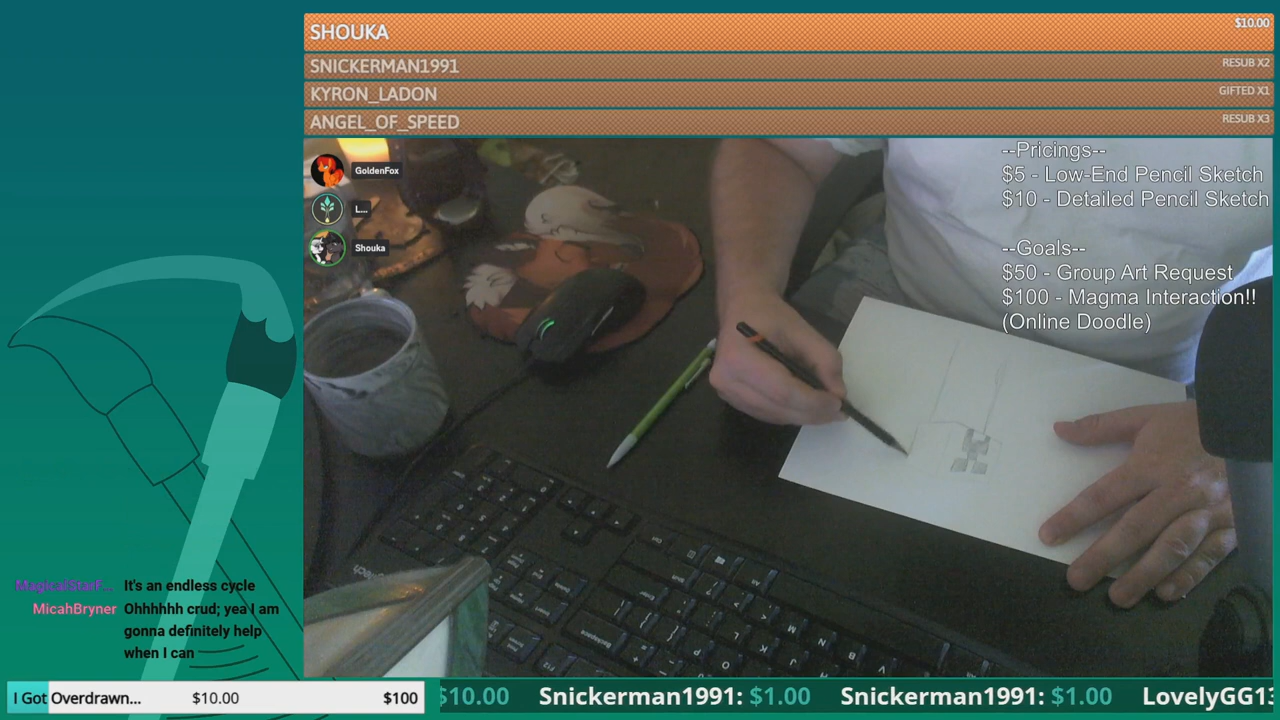 SHOUKA $10.00
SNICKERMAN1991 RESUB X2
KYRON_LADON GIFTED X1
ANGEL_OF_SPEED RESUB X3
GoldenFox
L...
Shouka
--Pricings--
$5 - Low-End Pencil Sketch
$10 - Detailed Pencil Sketch
--Goals--
$50 - Group Art Request
$100 - Magma Interaction!!
(Online Doodle)
MagicalStarF... It's an endless cycle
MicahBryner Ohhhhhh crud; yea I am
gonna definitely help
when I can
I Got Overdrawn... $10.00 $100
$10.00 Snickerman1991: $1.00 Snickerman1991: $1.00 LovelyGG13